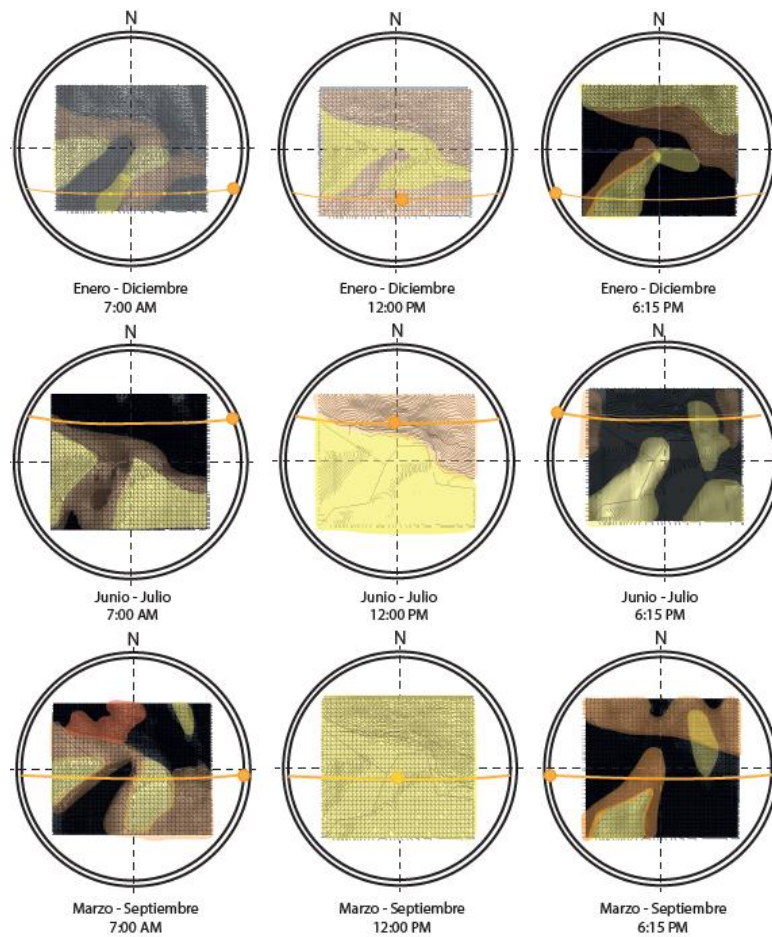 N
N
N
Enero - Diciembre
7:00 AM
Enero - Diciembre
12:00 PM
Enero - Diciembre
6:15 PM
N
N
N
Junio - Julio
7:00 AM
Junio - Julio
12:00 PM
Junio - Julio
6:15 PM
N
N
N
Marzo - Septiembre
7:00 AM
Marzo - Septiembre
12:00 PM
Marzo - Septiembre
6:15 PM